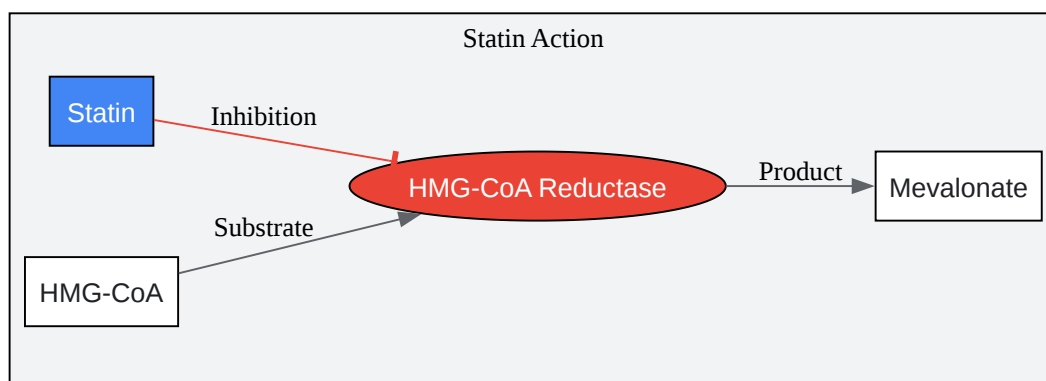 Statin Action
Statin
Inhibition
HMG-CoA Reductase
Product
Mevalonate
Substrate
HMG-CoA